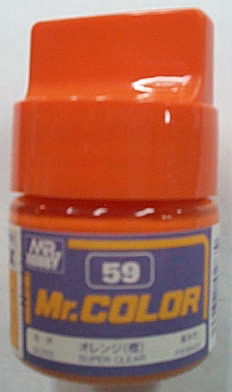 MR.HOBBY
59
Mr.COLOR
オレンジ(橙)
SUPER CLEAR